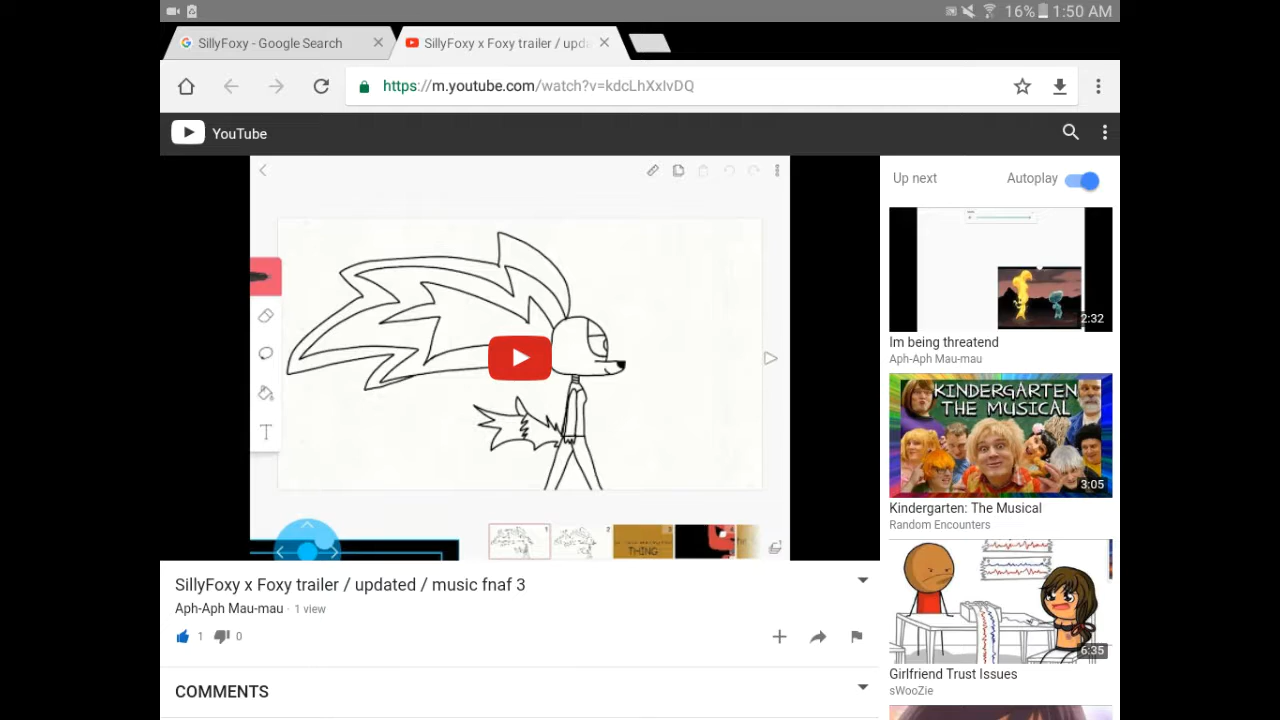 16% 1:50 AM
SillyFoxy - Google Search
SillyFoxy x Foxy trailer / upda
https://m.youtube.com/watch?v=kdcLhXxlvDQ
YouTube
Up next
Autoplay
T
1
2
3
THING
2:32
Im being threatend
Aph-Aph Mau-mau
KINDERGARTEN
THE MUSICAL
3:05
Kindergarten: The Musical
Random Encounters
6:35
Girlfriend Trust Issues
sWooZie
SillyFoxy x Foxy trailer / updated / music fnaf 3
Aph-Aph Mau-mau · 1 view
1 0
COMMENTS